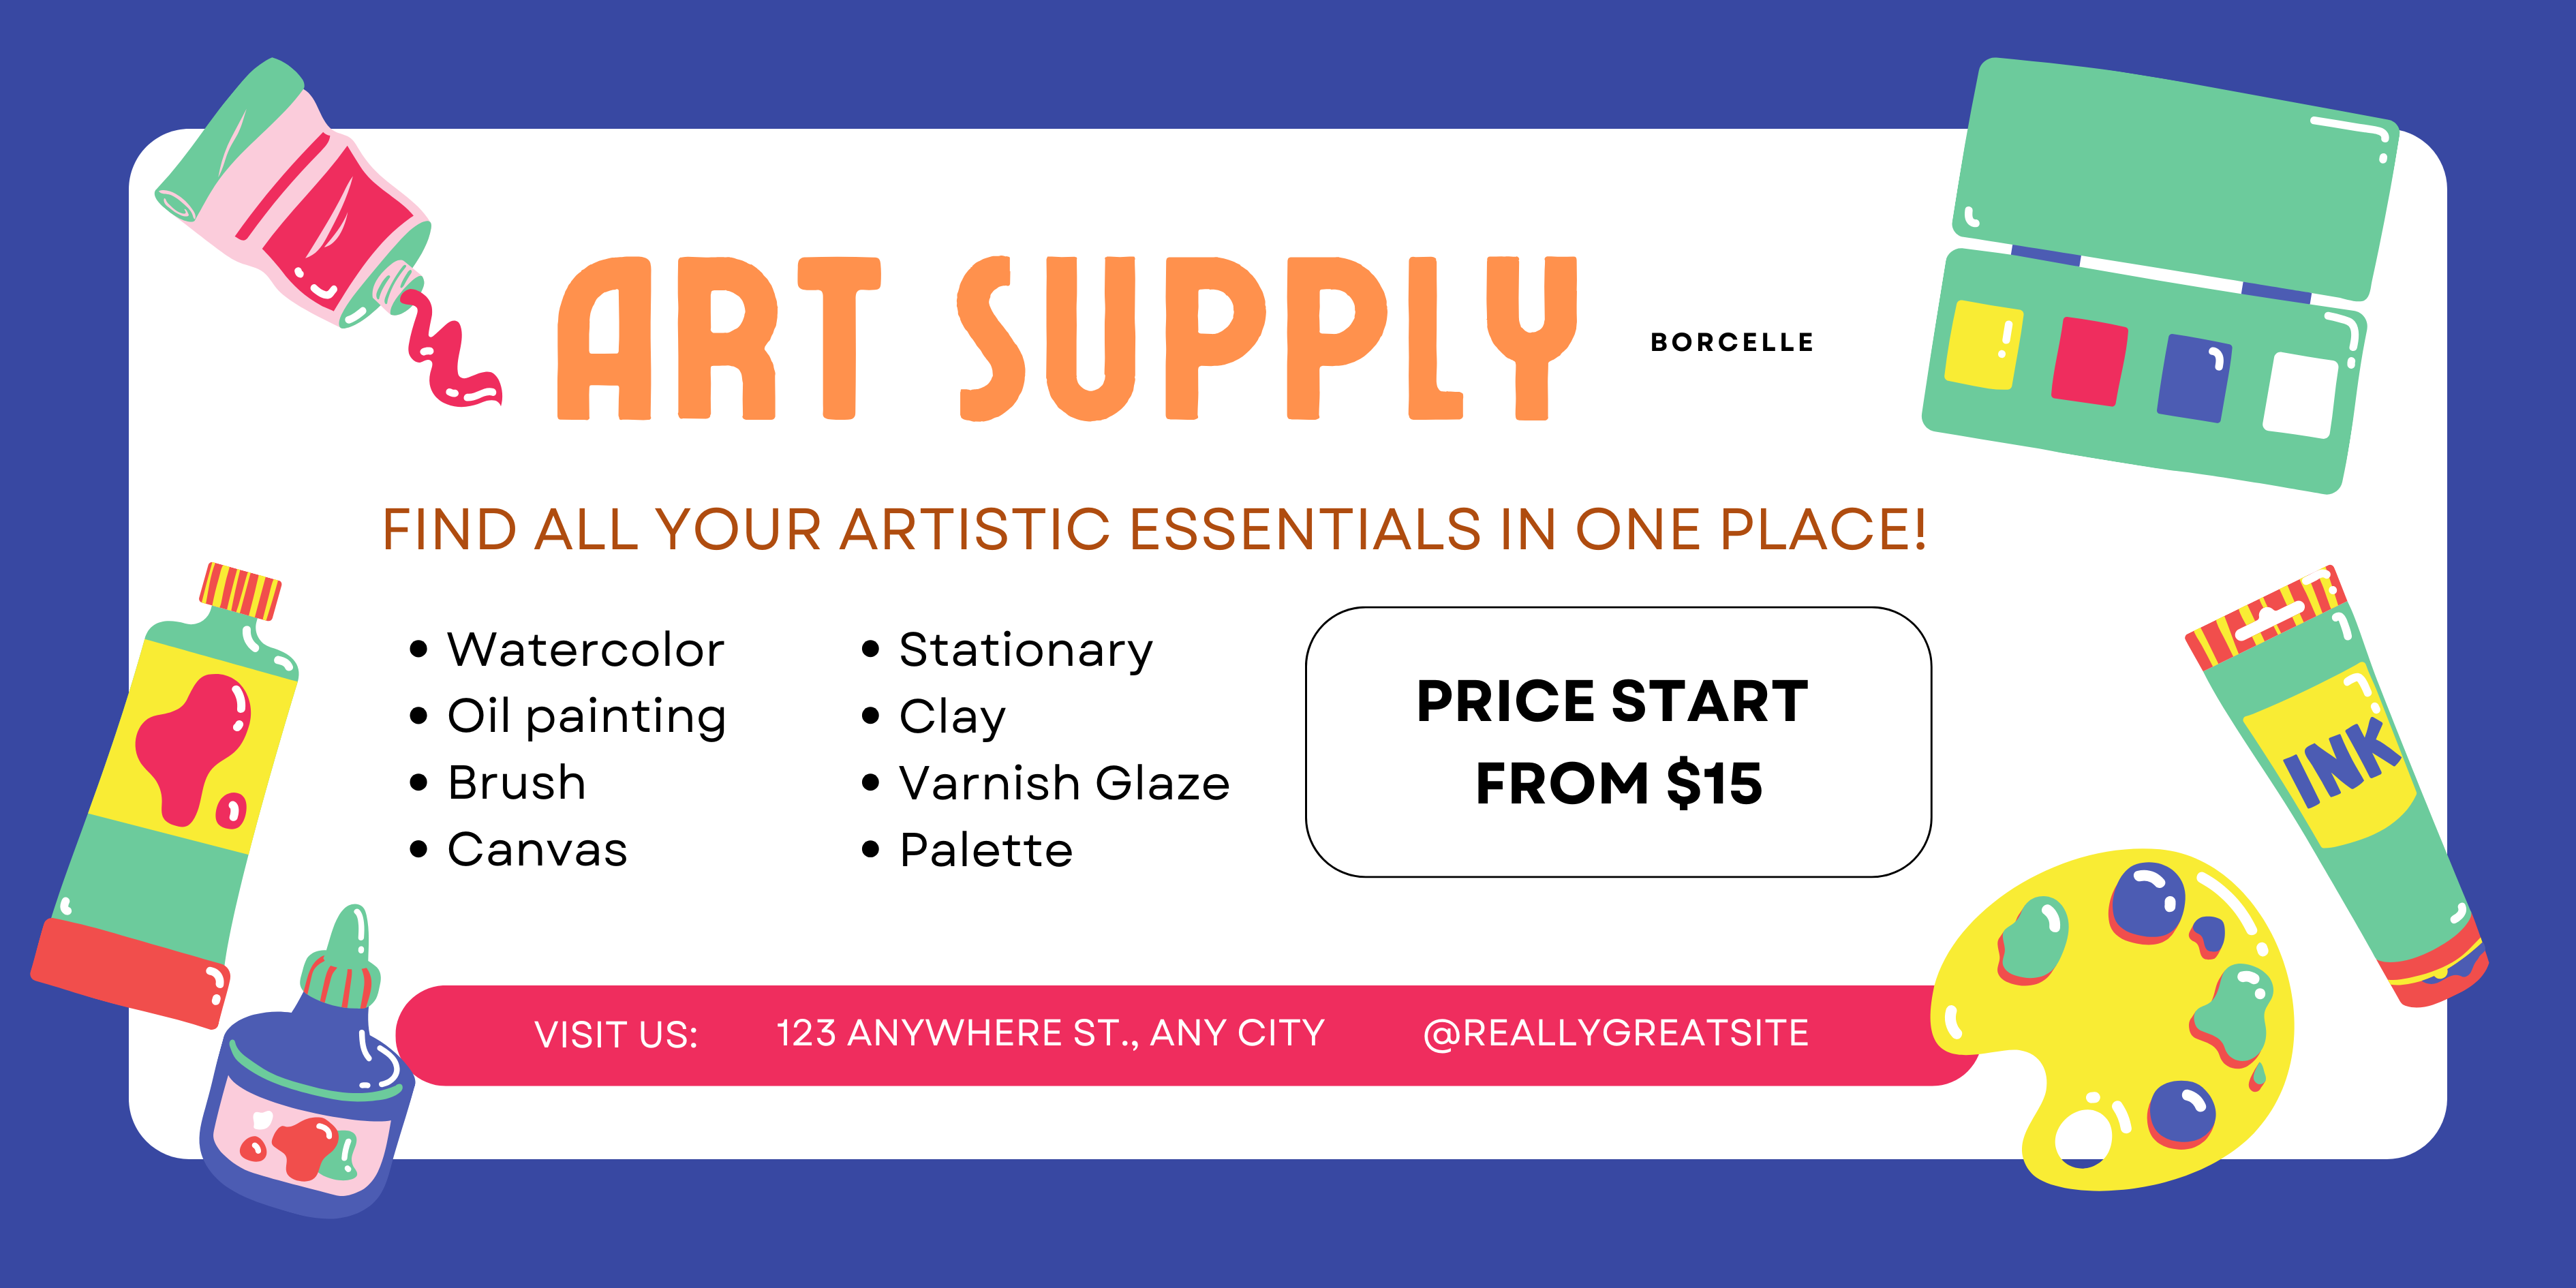 ART SUPPLY
BORCELLE
FIND ALL YOUR ARTISTIC ESSENTIALS IN ONE PLACE!
• Watercolor
• Oil painting
• Brush
• Canvas
• Stationary
• Clay
• Varnish Glaze
• Palette
PRICE START
FROM $15
INK
VISIT US:
123 ANYWHERE ST., ANY CITY
@REALLYGREATSITE